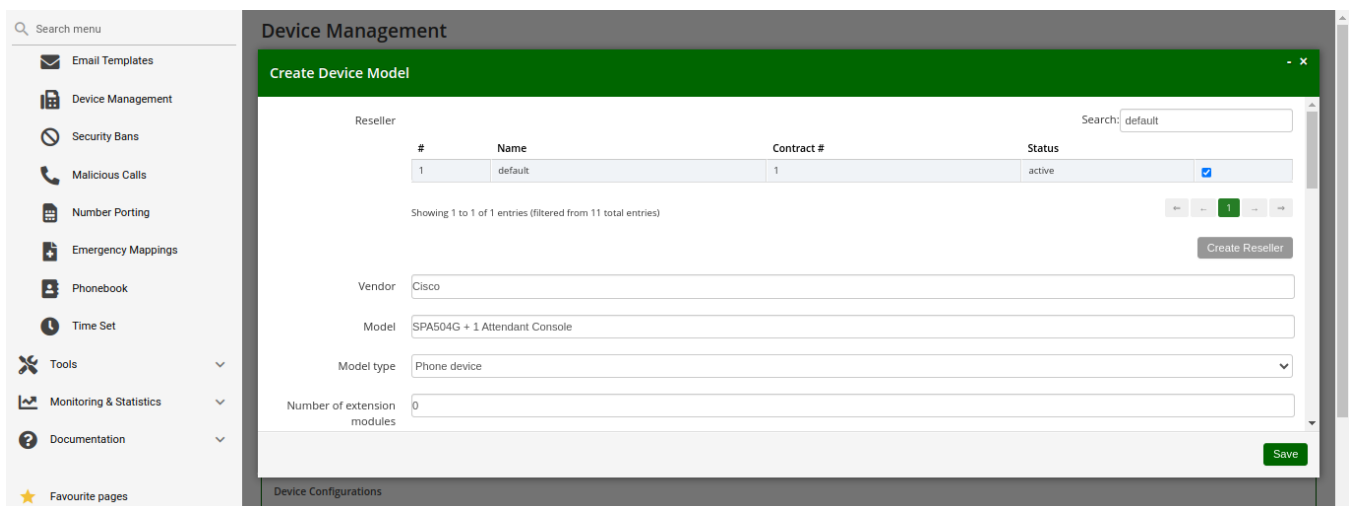 Search menu
Email Templates
Device Management
Security Bans
Malicious Calls
Number Porting
Emergency Mappings
Phonebook
Time Set
Tools
Monitoring & Statistics
Documentation
Favourite pages
Device Management
Create Device Model
- ×
Reseller
Search: default
# Name Contract # Status
1 default 1 active
Showing 1 to 1 of 1 entries (filtered from 11 total entries)
⇤ ← 1 → ⇥
Create Reseller
Vendor Cisco
Model SPA504G + 1 Attendant Console
Model type Phone device
Number of extension modules 0
Save
Device Configurations